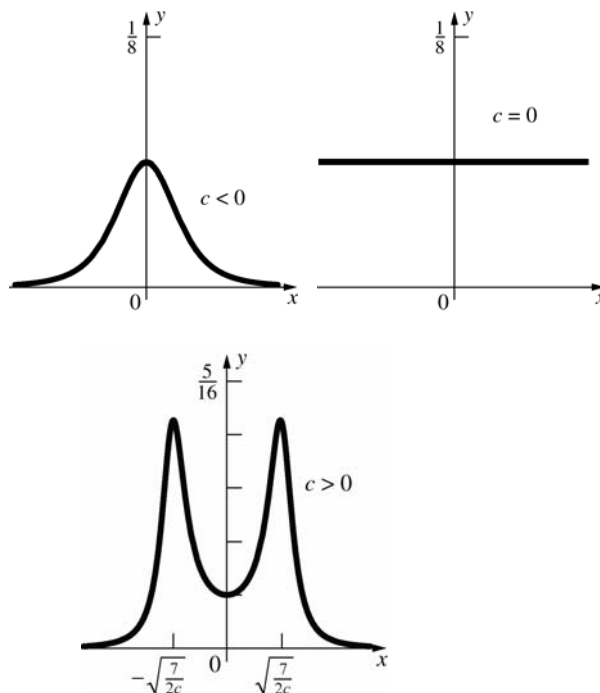 y
1/8
c < 0
0
x
y
1/8
c = 0
0
x
y
5/16
c > 0
−√(7/2c)
0
√(7/2c)
x